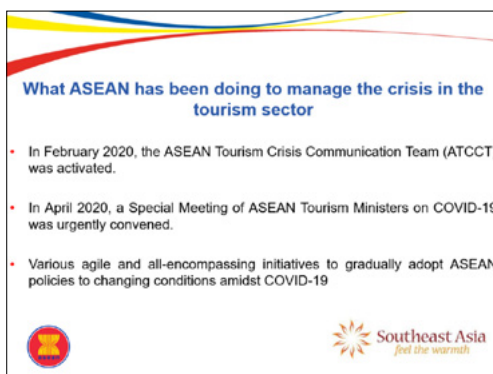 What ASEAN has been doing to manage the crisis in the
tourism sector
• In February 2020, the ASEAN Tourism Crisis Communication Team (ATCCT)
was activated.
• In April 2020, a Special Meeting of ASEAN Tourism Ministers on COVID-19
was urgently convened.
• Various agile and all-encompassing initiatives to gradually adopt ASEAN
policies to changing conditions amidst COVID-19
asean
Southeast Asia
feel the warmth